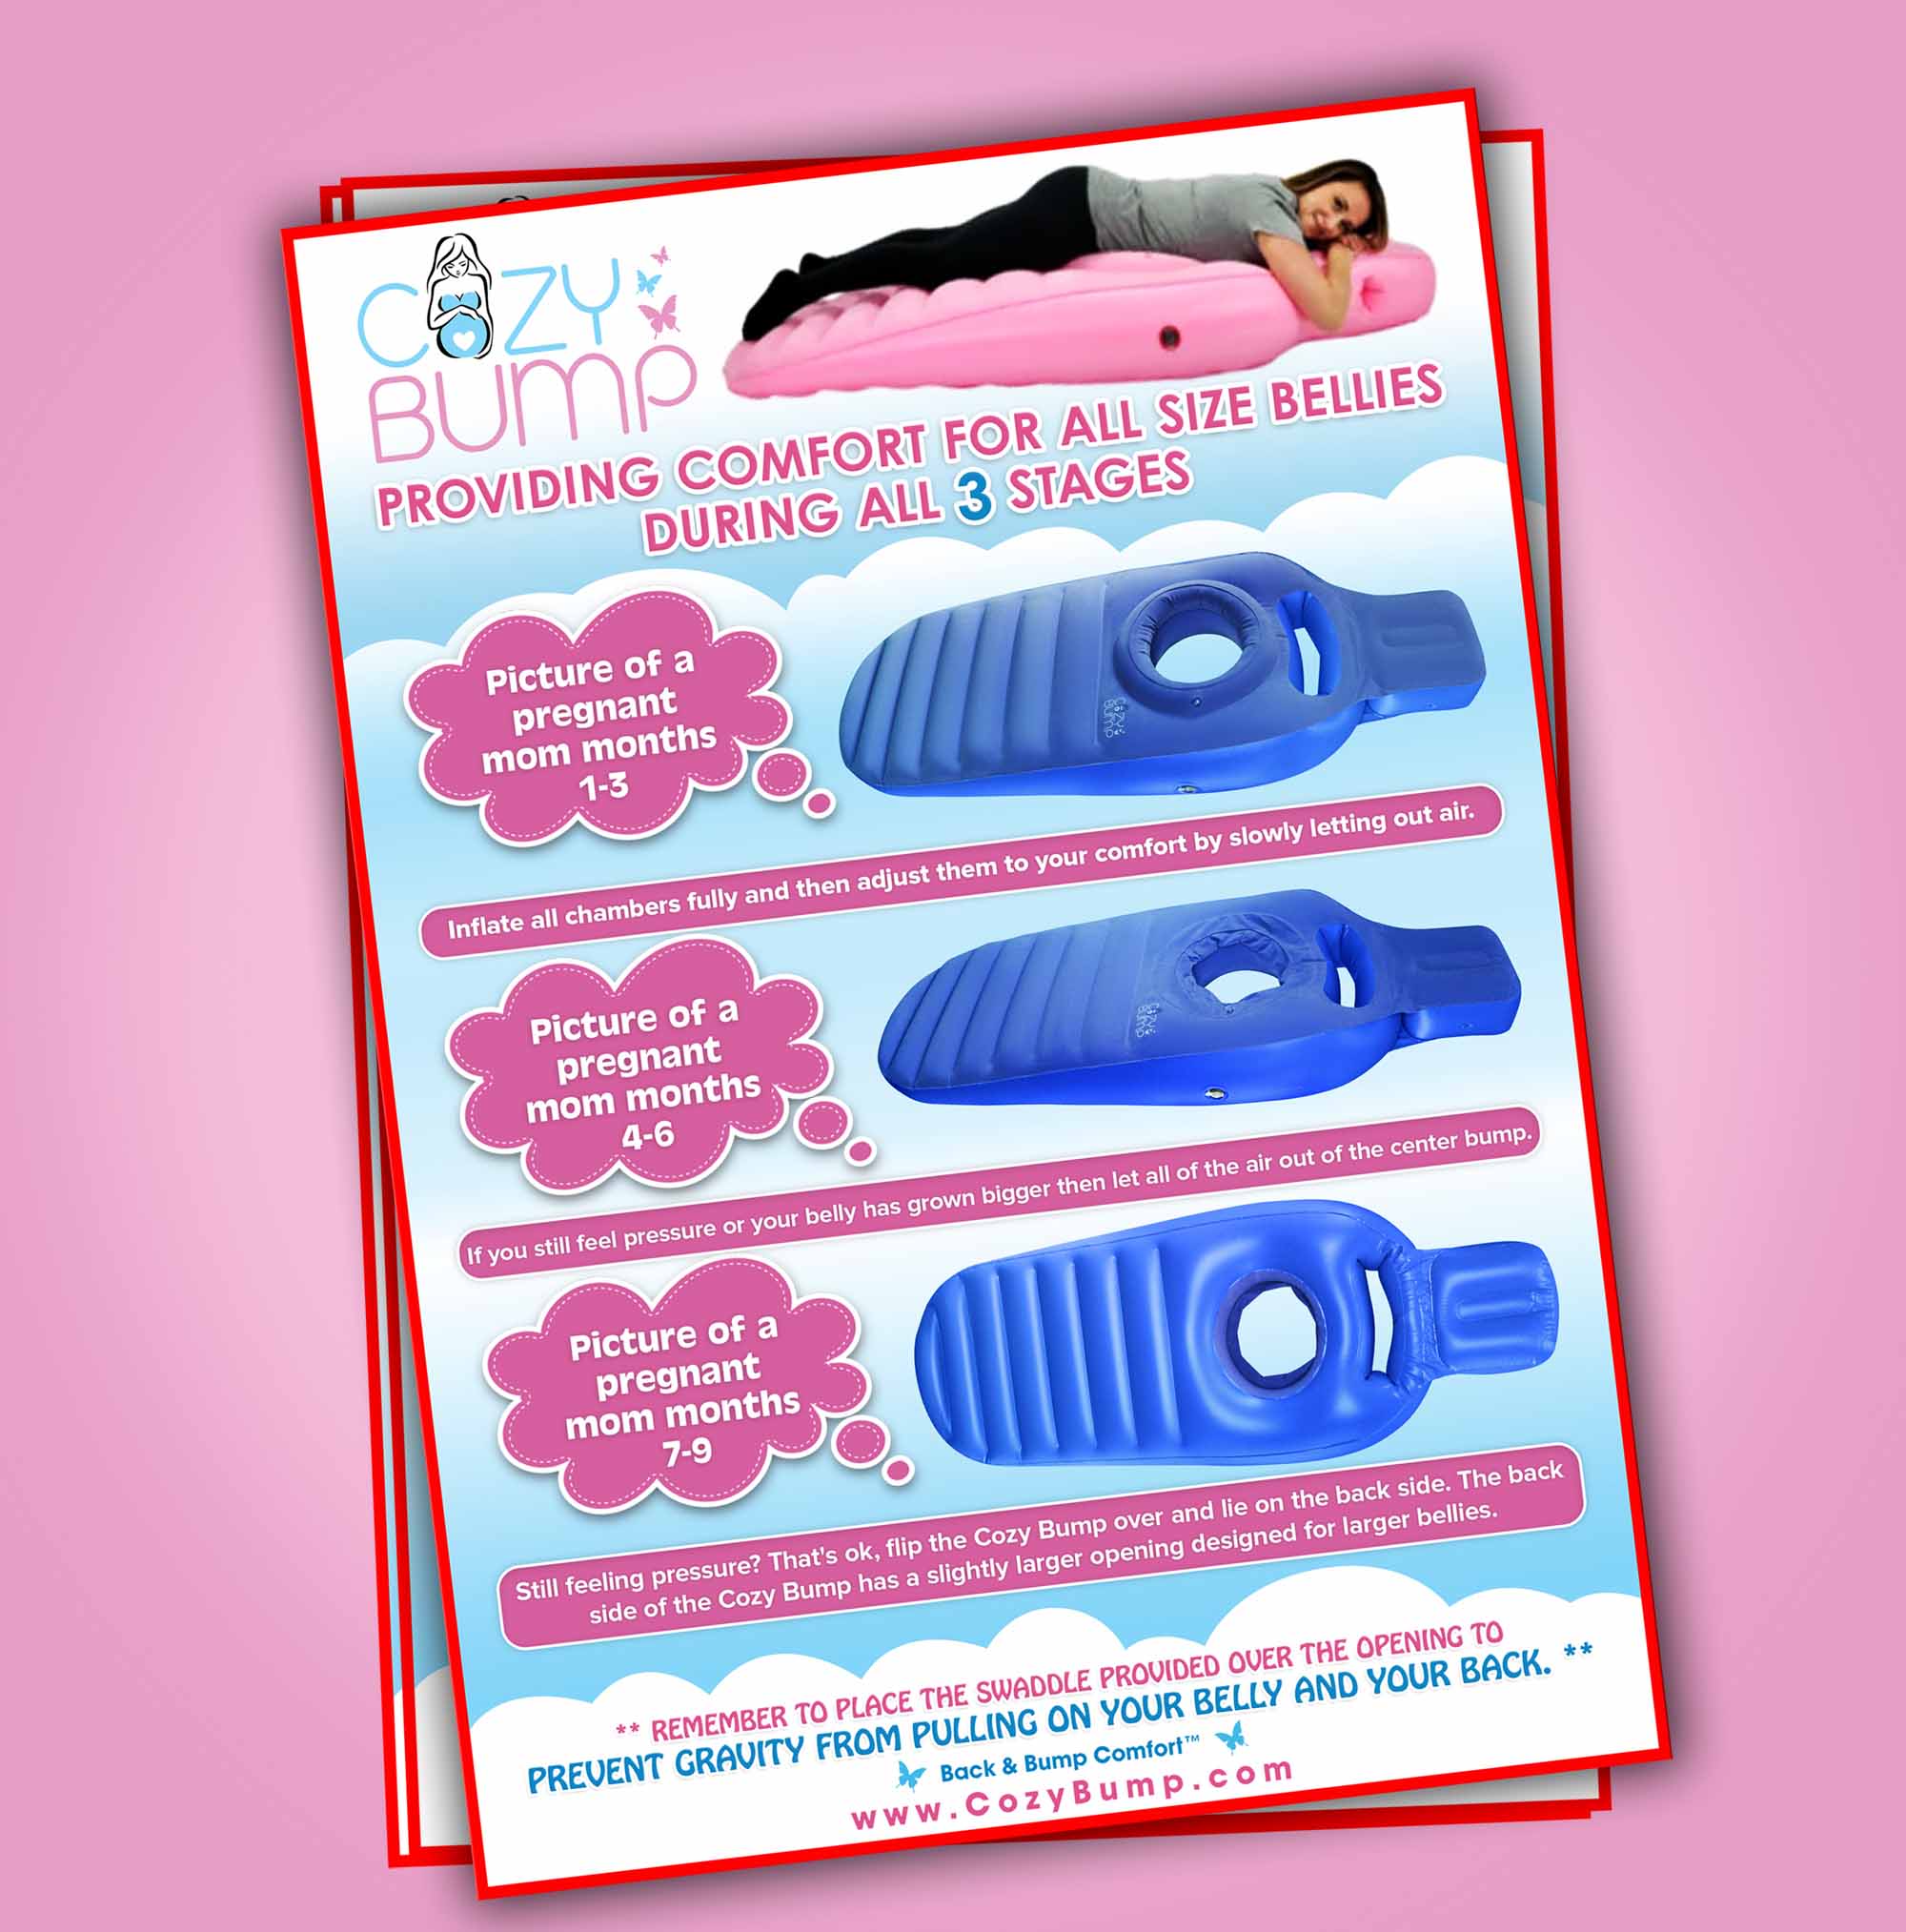 COZY
BUMP
PROVIDING COMFORT FOR ALL SIZE BELLIES
DURING ALL 3 STAGES
Picture of a
pregnant
mom months
1-3
COZY
BUMP
Inflate all chambers fully and then adjust them to your comfort by slowly letting out air.
Picture of a
pregnant
mom months
4-6
COZY
BUMP
If you still feel pressure or your belly has grown bigger then let all of the air out of the center bump.
Picture of a
pregnant
mom months
7-9
Still feeling pressure? That's ok, flip the Cozy Bump over and lie on the back side. The back
side of the Cozy Bump has a slightly larger opening designed for larger bellies.
** REMEMBER TO PLACE THE SWADDLE PROVIDED OVER THE OPENING TO
PREVENT GRAVITY FROM PULLING ON YOUR BELLY AND YOUR BACK. **
Back & Bump Comfort™
www.CozyBump.com